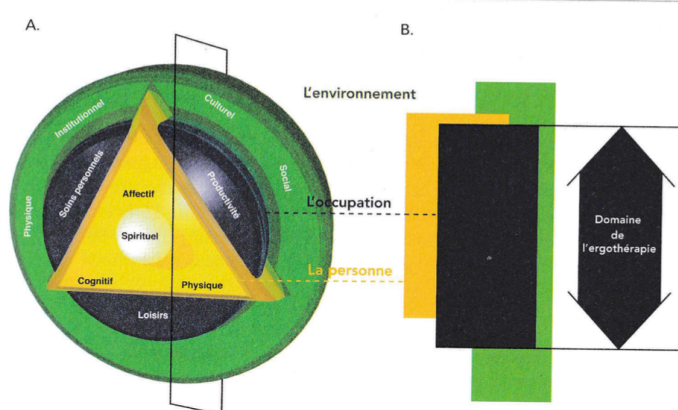 A.
B.
L'environnement
L'occupation
La personne
Institutionnel
Culturel
Physique
Social
Soins personnels
Productivité
Affectif
Spirituel
Cognitif
Physique
Loisirs
Domaine
de
l'ergothérapie